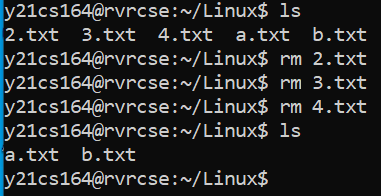 y21cs164@rvrcse:~/Linux$ ls
2.txt  3.txt  4.txt  a.txt  b.txt
y21cs164@rvrcse:~/Linux$ rm 2.txt
y21cs164@rvrcse:~/Linux$ rm 3.txt
y21cs164@rvrcse:~/Linux$ rm 4.txt
y21cs164@rvrcse:~/Linux$ ls
a.txt  b.txt
y21cs164@rvrcse:~/Linux$